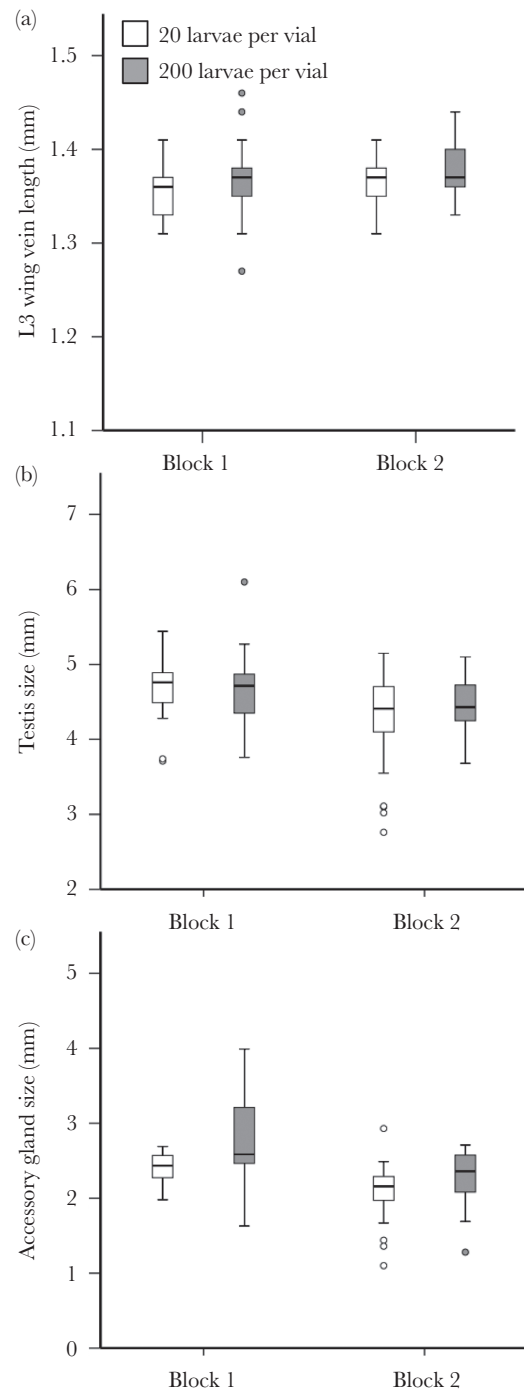 (a)
20 larvae per vial
200 larvae per vial
L3 wing vein length (mm)
1.5
1.4
1.3
1.2
1.1
Block 1 Block 2
(b)
Testis size (mm)
7
6
5
4
3
2
Block 1 Block 2
(c)
Accessory gland size (mm)
5
4
3
2
1
0
Block 1 Block 2